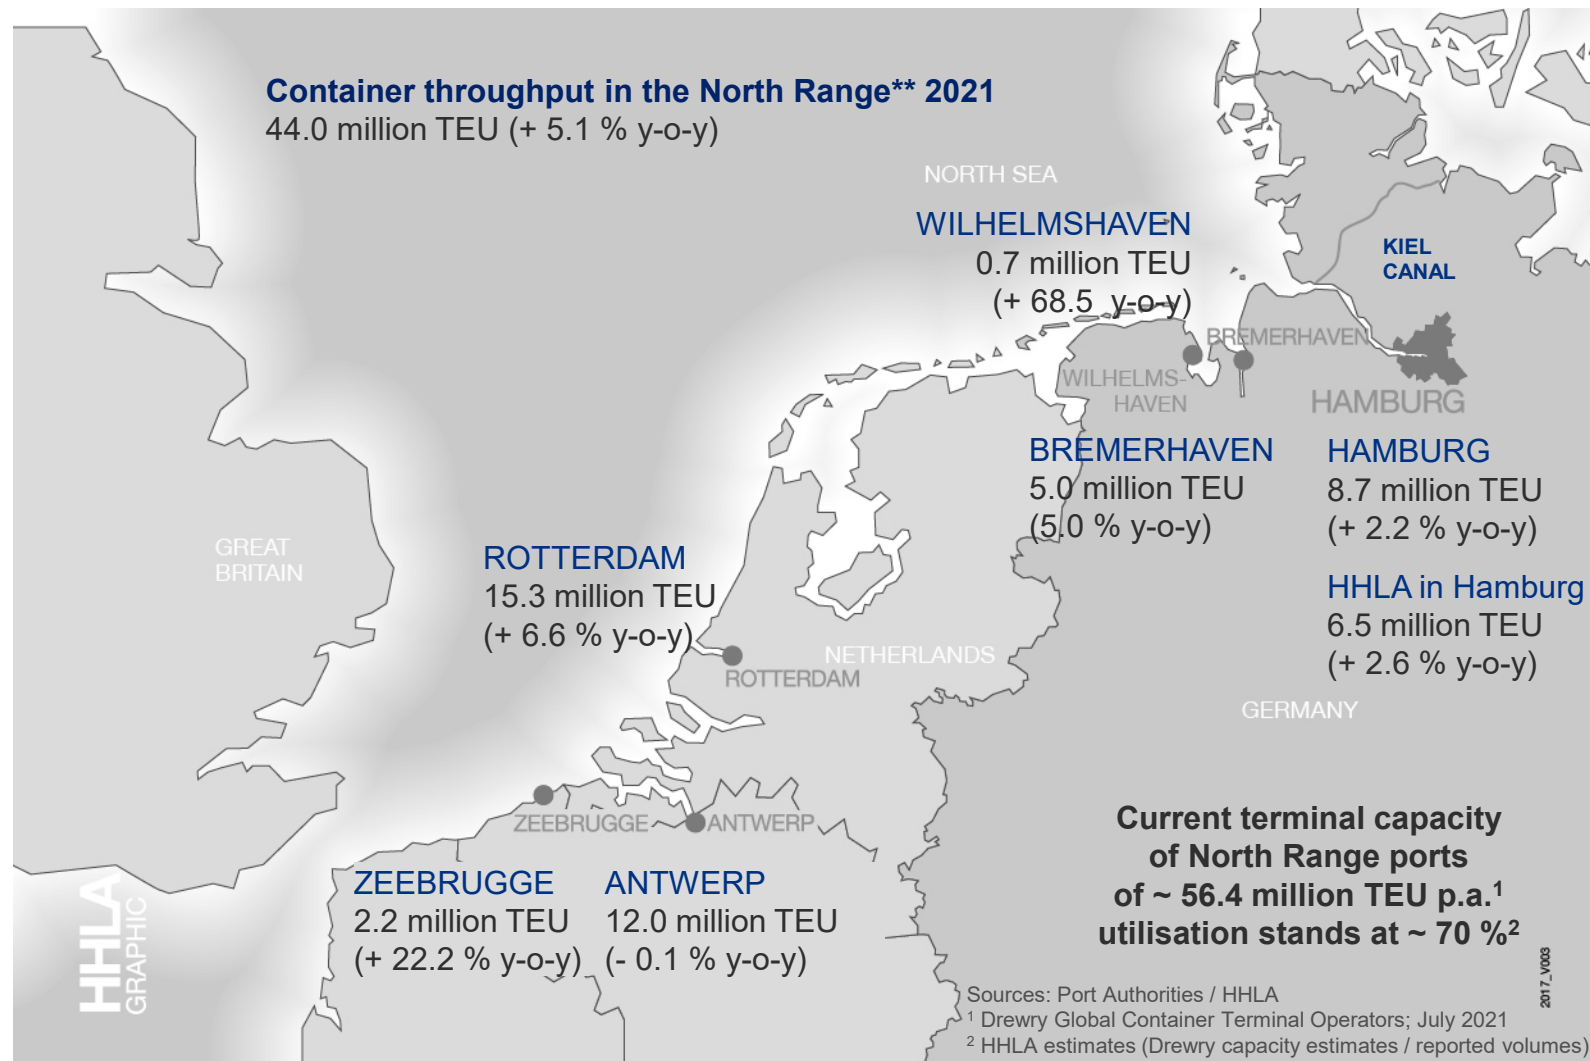 Container throughput in the North Range** 2021
44.0 million TEU (+ 5.1 % y-o-y)
NORTH SEA
WILHELMSHAVEN
0.7 million TEU
(+ 68.5 y-o-y)
KIEL
CANAL
BREMERHAVEN
WILHELMS-
HAVEN
HAMBURG
BREMERHAVEN
5.0 million TEU
(5.0 % y-o-y)
HAMBURG
8.7 million TEU
(+ 2.2 % y-o-y)
GREAT
BRITAIN
ROTTERDAM
15.3 million TEU
(+ 6.6 % y-o-y)
HHLA in Hamburg
6.5 million TEU
(+ 2.6 % y-o-y)
NETHERLANDS
ROTTERDAM
GERMANY
ZEEBRUGGE
ANTWERP
Current terminal capacity
of North Range ports
of ~ 56.4 million TEU p.a.¹
utilisation stands at ~ 70 %²
ZEEBRUGGE
2.2 million TEU
(+ 22.2 % y-o-y)
ANTWERP
12.0 million TEU
(- 0.1 % y-o-y)
HHLA
GRAPHIC
2017_V003
Sources: Port Authorities / HHLA
¹ Drewry Global Container Terminal Operators; July 2021
² HHLA estimates (Drewry capacity estimates / reported volumes)